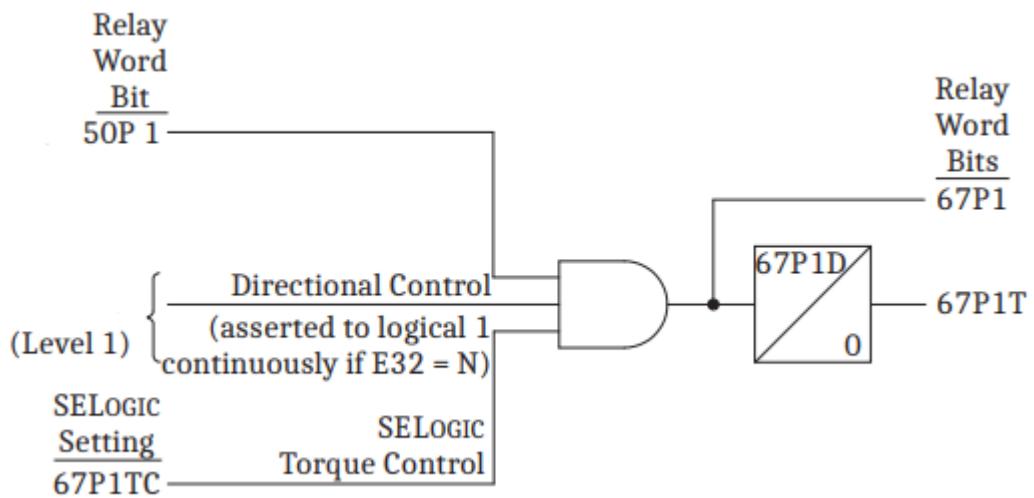 Relay
Word
Bit
50P 1
Relay
Word
Bits
67P1
Directional Control
(Level 1)
(asserted to logical 1
continuously if E32 = N)
67P1D
0
67P1T
SELOGIC
Setting
67P1TC
SELOGIC
Torque Control